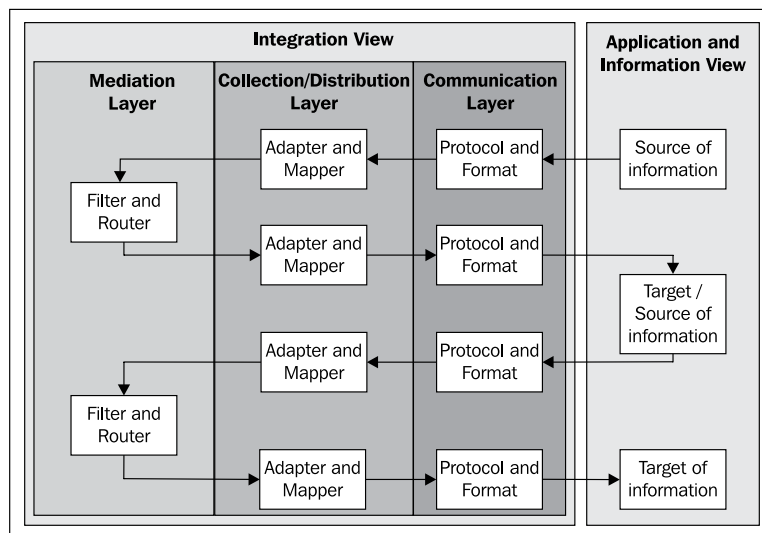 Integration View
Application and
Information View
Mediation
Layer
Collection/Distribution
Layer
Communication
Layer
Adapter and
Mapper
Protocol and
Format
Source of
information
Filter and
Router
Adapter and
Mapper
Protocol and
Format
Target /
Source of
information
Adapter and
Mapper
Protocol and
Format
Filter and
Router
Adapter and
Mapper
Protocol and
Format
Target of
information